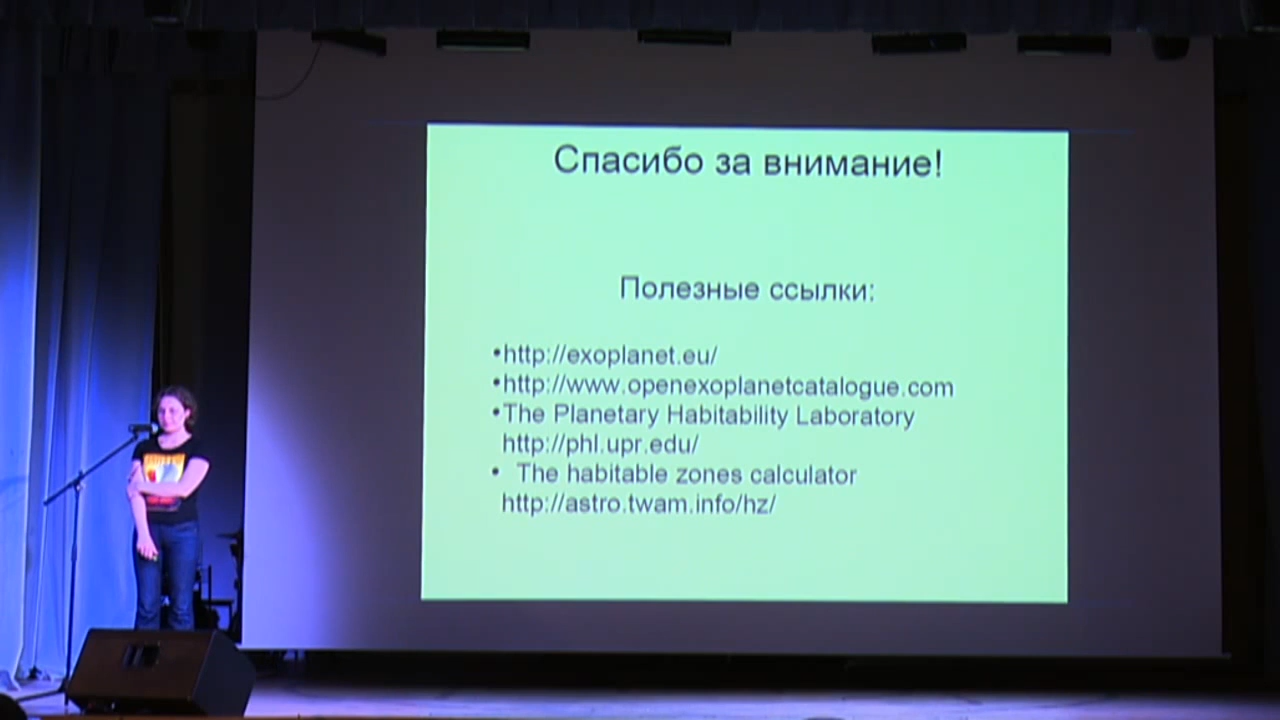 Спасибо за внимание!
Полезные ссылки:
•http://exoplanet.eu/
•http://www.openexoplanetcatalogue.com
•The Planetary Habitability Laboratory
http://phl.upr.edu/
• The habitable zones calculator
http://astro.twam.info/hz/